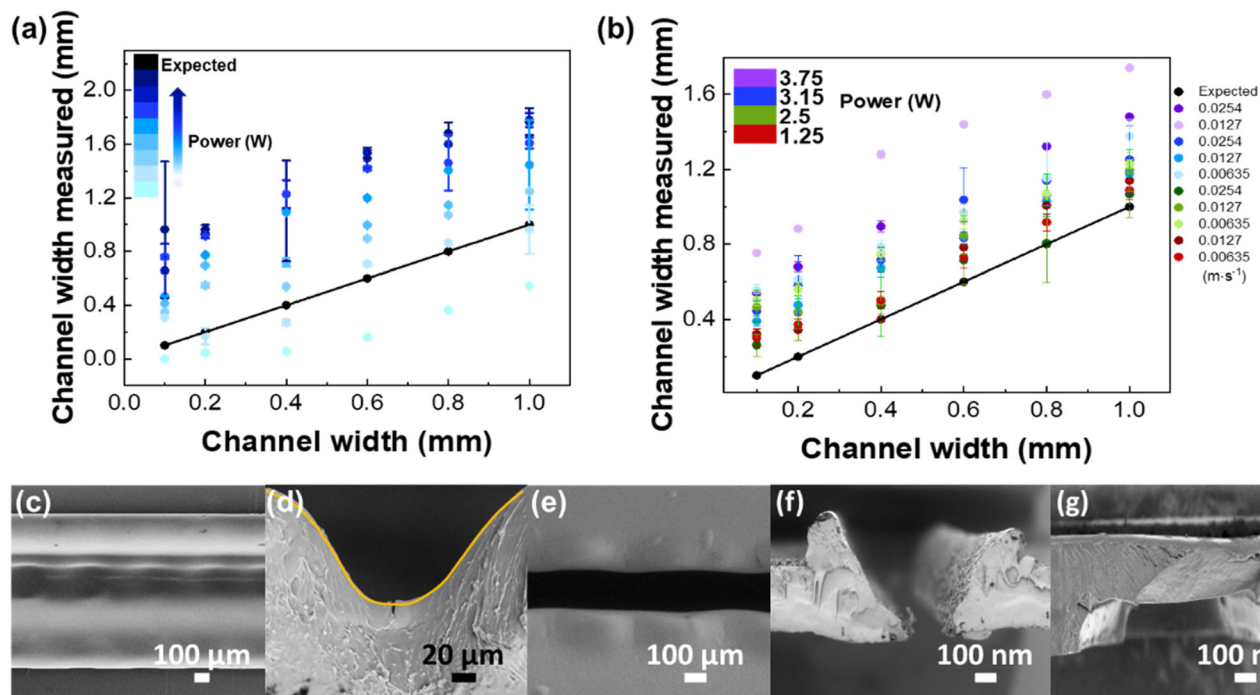 (a)
Channel width measured (mm)
2.0
1.6
1.2
0.8
0.4
0.0
Expected
Power (W)
0.0 0.2 0.4 0.6 0.8 1.0
Channel width (mm)
(b)
Channel width measured (mm)
1.6
1.2
0.8
0.4
3.75
3.15
2.5
1.25
Power (W)
0.2 0.4 0.6 0.8 1.0
Channel width (mm)
Expected
0.0254
0.0127
0.0254
0.0127
0.00635
0.0254
0.0127
0.00635
0.0127
0.00635
(m·s⁻¹)
(c)
100 μm
(d)
20 μm
(e)
100 μm
(f)
100 nm
(g)
100 n